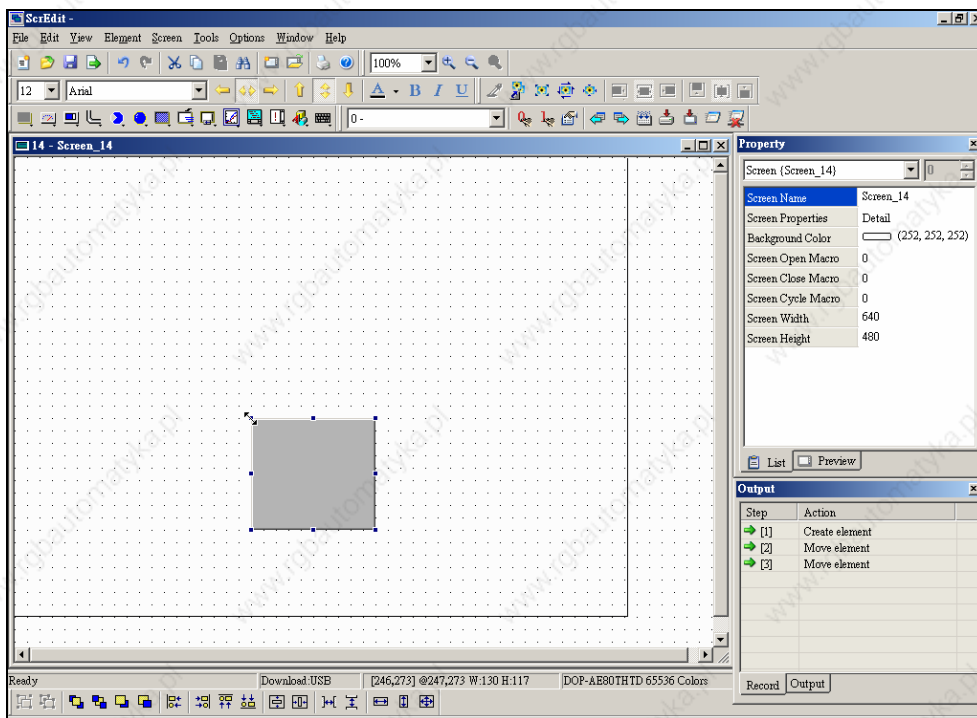 ScrEdit -
File Edit View Element Screen Tools Options Window Help
100%
12 Arial A B I U
0 -
14 - Screen_14
Property
Screen {Screen_14} 0
Screen Name Screen_14
Screen Properties Detail
Background Color (252, 252, 252)
Screen Open Macro 0
Screen Close Macro 0
Screen Cycle Macro 0
Screen Width 640
Screen Height 480
List Preview
Output
Step Action
[1] Create element
[2] Move element
[3] Move element
Record Output
Ready Download:USB [246,273] @247,273 W:130 H:117 DOP-AE80THTD 65536 Colors
www.rgbautomatyka.pl